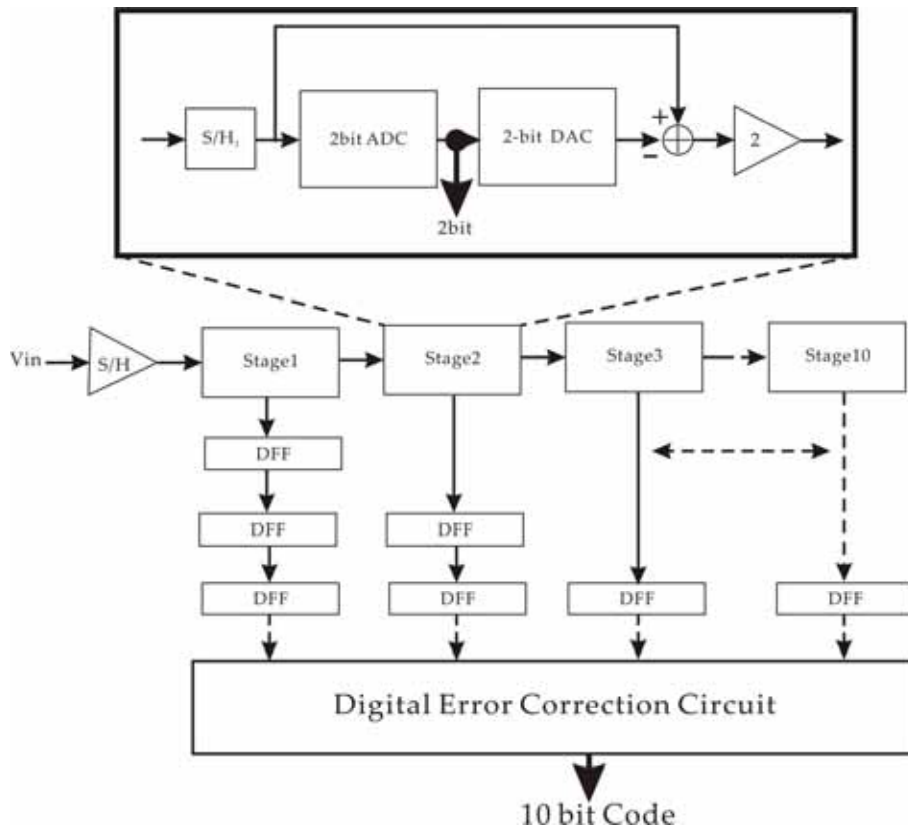 S/H₁
2bit ADC
2-bit DAC
+
−
2
2bit
Vin
S/H
Stage1
Stage2
Stage3
Stage10
DFF
DFF
DFF
DFF
DFF
DFF
DFF
Digital Error Correction Circuit
10 bit Code